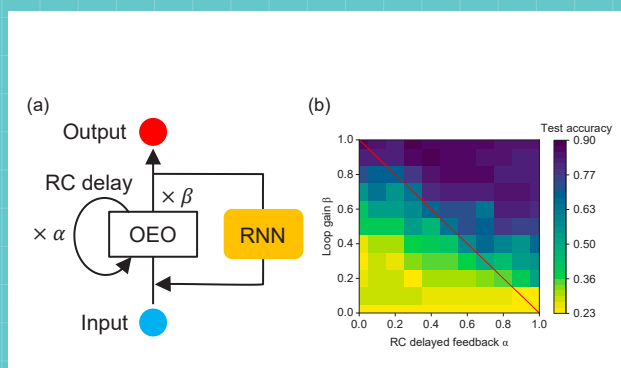 (a)
Output
RC delay
× β
× α
OEO
RNN
Input
(b)
Test accuracy
1.0
0.8
0.6
0.4
0.2
0.0
Loop gain β
0.0 0.2 0.4 0.6 0.8 1.0
RC delayed feedback α
0.90
0.77
0.63
0.50
0.36
0.23